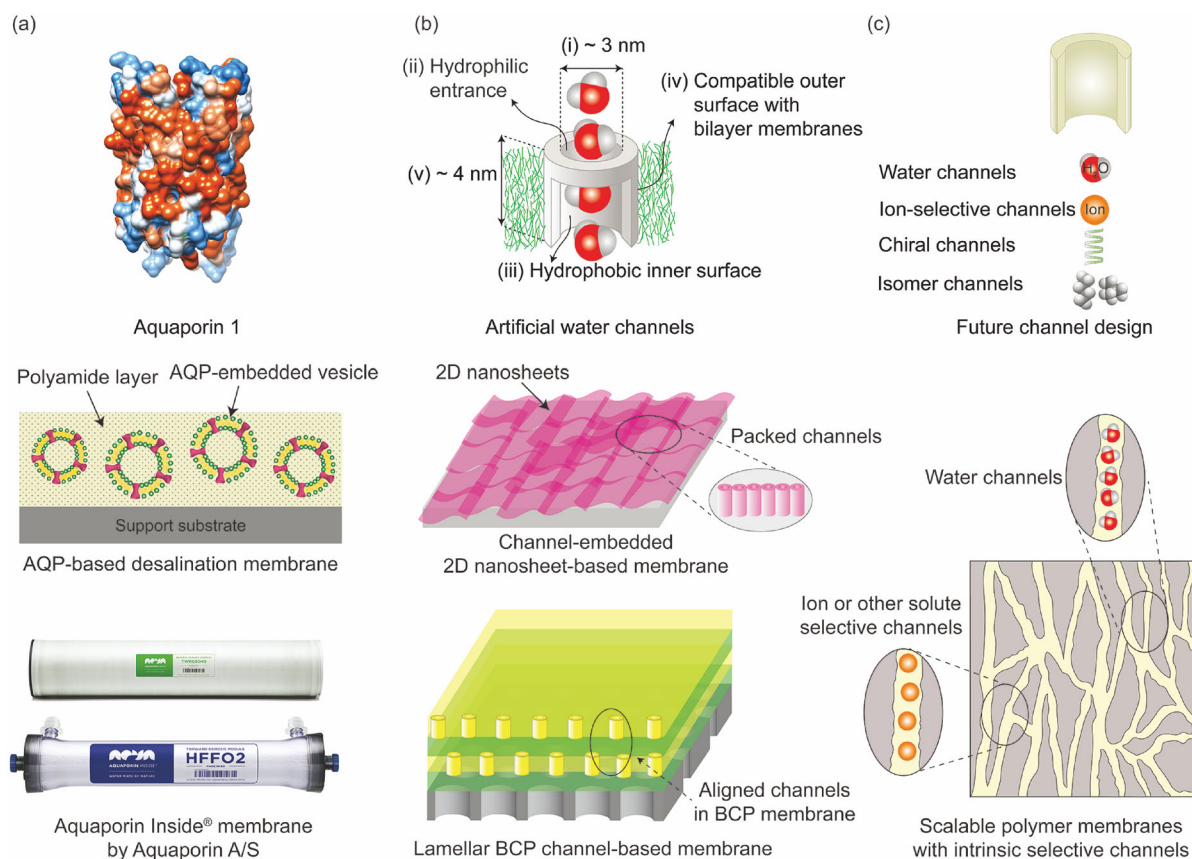 (a)
Aquaporin 1
Polyamide layer
AQP-embedded vesicle
Support substrate
AQP-based desalination membrane
AQUAPORIN INSIDE
HFFO2
AQUAPORIN INSIDE
Aquaporin Inside® membrane
by Aquaporin A/S
(b)
(i) ~ 3 nm
(ii) Hydrophilic
entrance
(iv) Compatible outer
surface with
bilayer membranes
(v) ~ 4 nm
(iii) Hydrophobic inner surface
Artificial water channels
2D nanosheets
Packed channels
Channel-embedded
2D nanosheet-based membrane
Aligned channels
in BCP membrane
Lamellar BCP channel-based membrane
(c)
Water channels
H₂O
Ion-selective channels
Ion
Chiral channels
Isomer channels
Future channel design
Water channels
Ion or other solute
selective channels
Scalable polymer membranes
with intrinsic selective channels